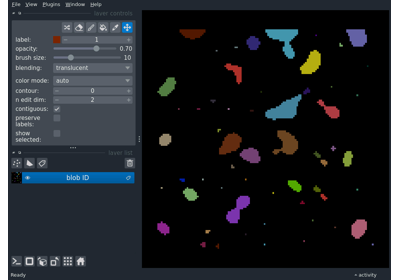 File View Plugins Window Help
layer controls
label: 1
opacity: 0.70
brush size: 10
blending: translucent
color mode: auto
contour: 0
n edit dim: 2
contiguous:
preserve
labels:
show
selected:
layer list
blob ID
Ready
activity